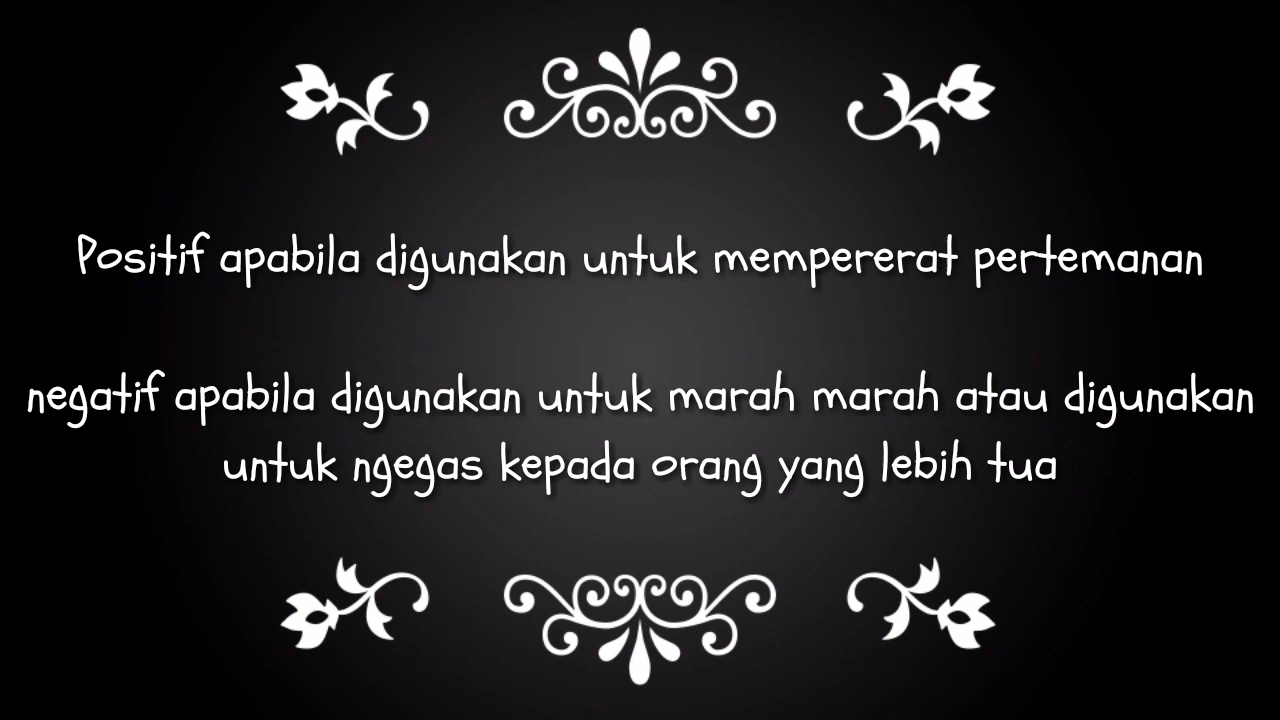 Positif apabila digunakan untuk mempererat pertemanan
negatif apabila digunakan untuk marah marah atau digunakan
untuk ngegas kepada orang yang lebih tua